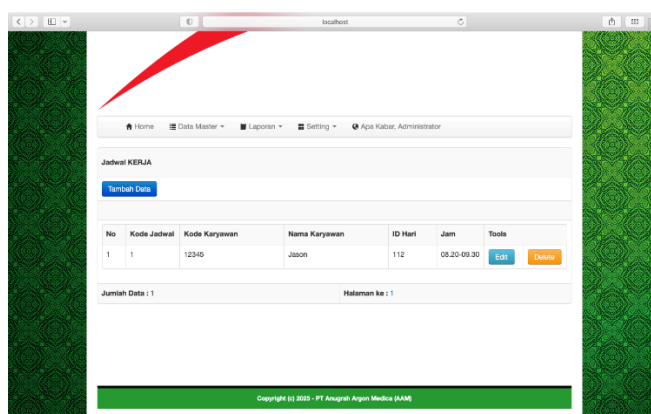 localhost
Home Data Master Laporan Setting Apa Kabar, Administrator
Jadwal KERJA
Tambah Data
No Kode Jadwal Kode Karyawan Nama Karyawan ID Hari Jam Tools
1 1 12345 Jason 112 08.20-09.30 Edit Delete
Jumlah Data : 1 Halaman ke : 1
Copyright (c) 2025 - PT Anugrah Argon Medica (AAM)